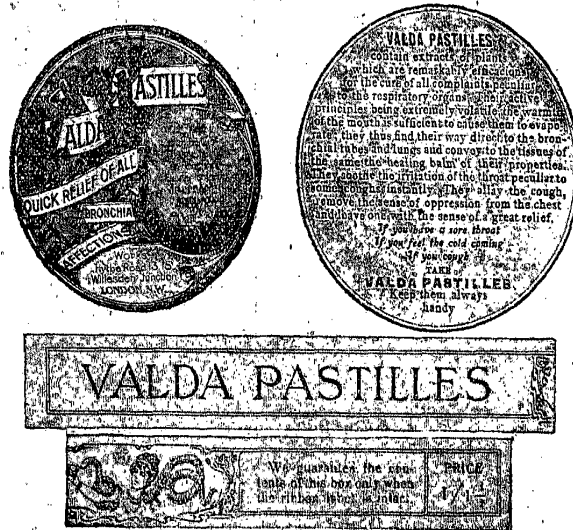 PASTILLES
VALDA
QUICK RELIEF OF ALL
BRONCHIAL
AFFECTIONS
Works
Hythe Road
Willesden Junction
LONDON, N.W.
VALDA PASTILLES
contain extracts of plants
which are remarkably efficacious
for the cure of all complaints peculiar
to the respiratory organs. Their active
principles being extremely volatile, the warmth
of the mouth is sufficient to cause them to evapo-
rate, they thus find their way direct to the bron-
chial tubes and lungs and convey to the tissues of
the same the healing balm of their properties.
They soothe the irritation of the throat peculiar to
some coughs instantly. They allay the cough,
remove the sense of oppression from the chest
and leave one with the sense of a great relief.
If you have a sore throat
If you feel the cold coming
If you cough
TAKE
VALDA PASTILLES
Keep them always
handy
VALDA PASTILLES
We guarantee the con-
tents of this box only when
the ribbon label is intact.
PRICE